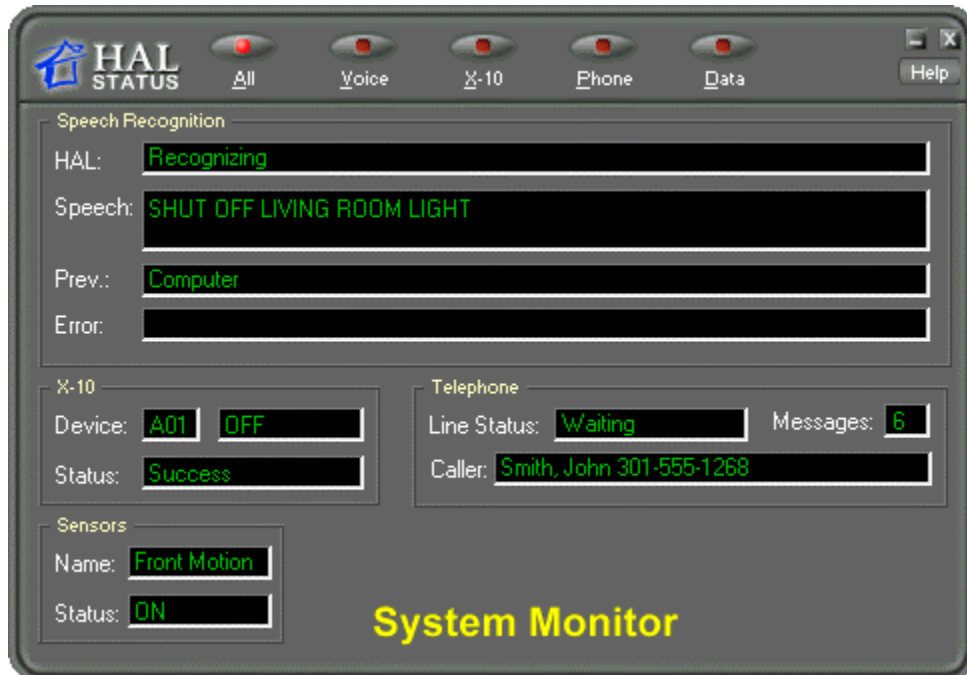 HAL
STATUS
All
Voice
X-10
Phone
Data
X
Help
Speech Recognition
HAL: Recognizing
Speech: SHUT OFF LIVING ROOM LIGHT
Prev.: Computer
Error:
X-10
Device: A01 OFF
Status: Success
Telephone
Line Status: Waiting Messages: 6
Caller: Smith, John 301-555-1268
Sensors
Name: Front Motion
Status: ON
System Monitor